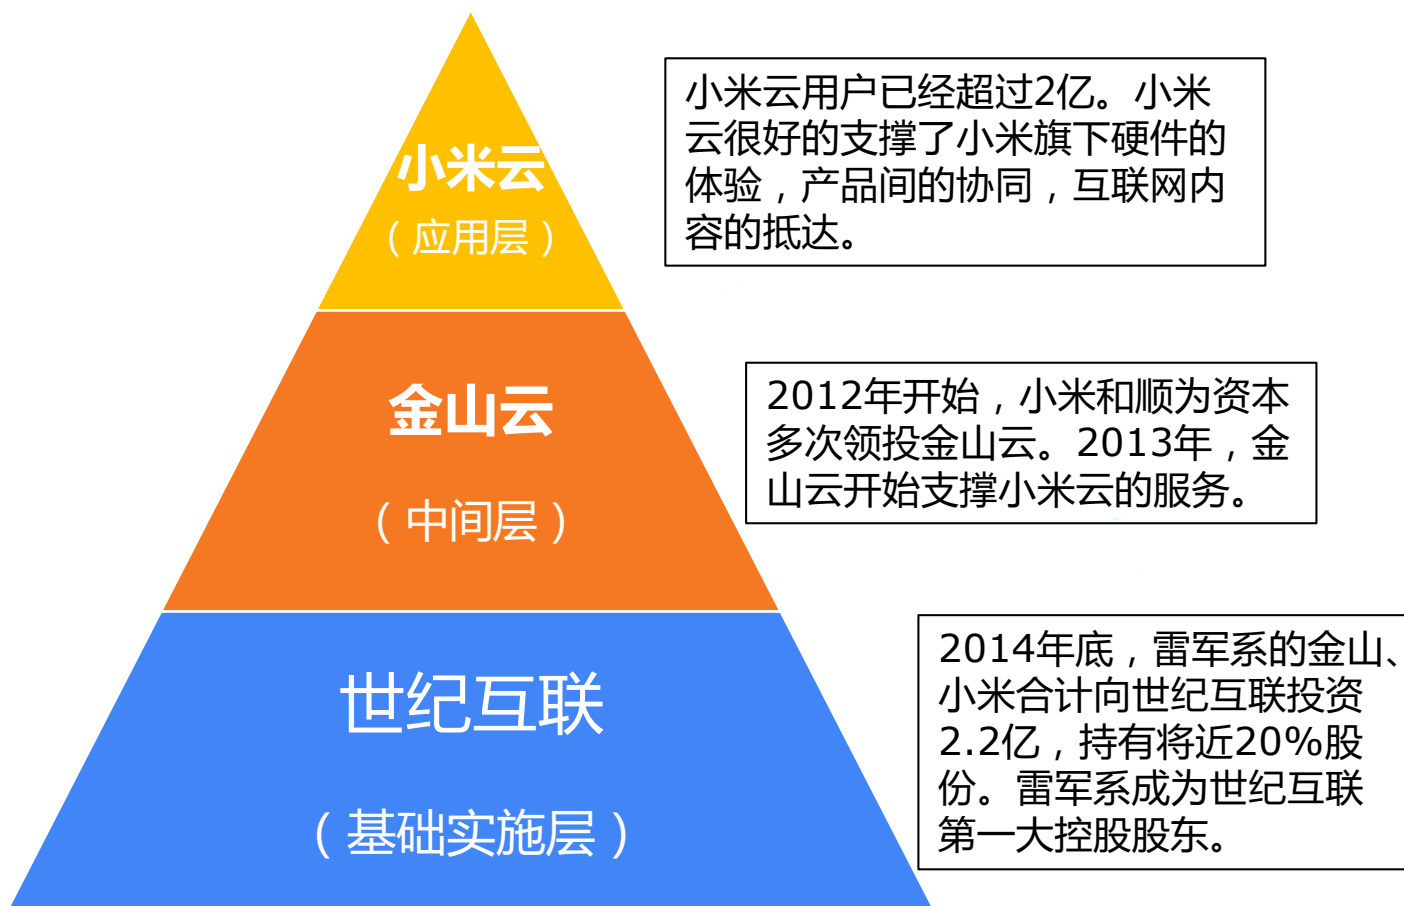 小米云
（应用层）
小米云用户已经超过2亿。小米
云很好的支撑了小米旗下硬件的
体验，产品间的协同，互联网内
容的抵达。
金山云
（中间层）
2012年开始，小米和顺为资本
多次领投金山云。2013年，金
山云开始支撑小米云的服务。
世纪互联
（基础实施层）
2014年底，雷军系的金山、
小米合计向世纪互联投资
2.2亿，持有将近20%股
份。雷军系成为世纪互联
第一大控股股东。